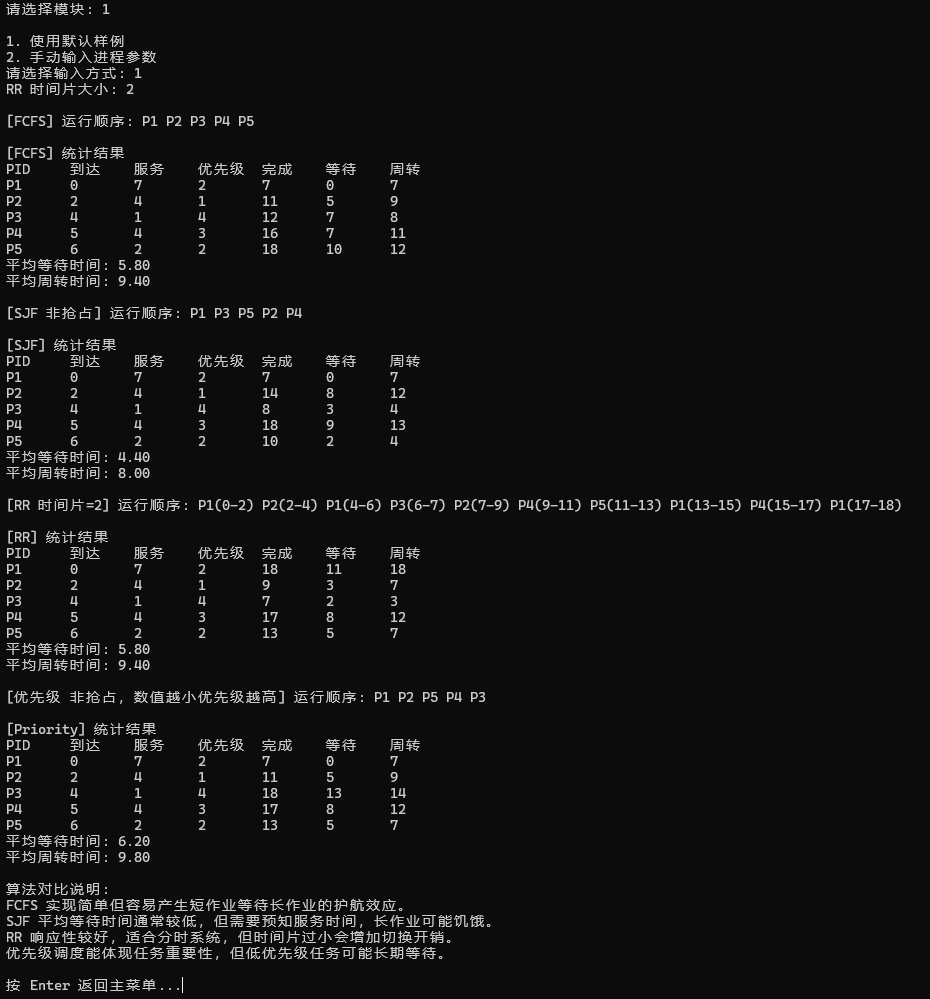 请选择模块: 1
1. 使用默认样例
2. 手动输入进程参数
请选择输入方式: 1
RR 时间片大小: 2
[FCFS] 运行顺序: P1 P2 P3 P4 P5
[FCFS] 统计结果
PID 到达 服务 优先级 完成 等待 周转
P1 0 7 2 7 0 7
P2 2 4 1 11 5 9
P3 4 1 4 12 7 8
P4 5 4 3 16 7 11
P5 6 2 2 18 10 12
平均等待时间: 5.80
平均周转时间: 9.40
[SJF 非抢占] 运行顺序: P1 P3 P5 P2 P4
[SJF] 统计结果
PID 到达 服务 优先级 完成 等待 周转
P1 0 7 2 7 0 7
P2 2 4 1 14 8 12
P3 4 1 4 8 3 4
P4 5 4 3 18 9 13
P5 6 2 2 10 2 4
平均等待时间: 4.40
平均周转时间: 8.00
[RR 时间片=2] 运行顺序: P1(0-2) P2(2-4) P1(4-6) P3(6-7) P2(7-9) P4(9-11) P5(11-13) P1(13-15) P4(15-17) P1(17-18)
[RR] 统计结果
PID 到达 服务 优先级 完成 等待 周转
P1 0 7 2 18 11 18
P2 2 4 1 9 3 7
P3 4 1 4 7 2 3
P4 5 4 3 17 8 12
P5 6 2 2 13 5 7
平均等待时间: 5.80
平均周转时间: 9.40
[优先级 非抢占, 数值越小优先级越高] 运行顺序: P1 P2 P5 P4 P3
[Priority] 统计结果
PID 到达 服务 优先级 完成 等待 周转
P1 0 7 2 7 0 7
P2 2 4 1 11 5 9
P3 4 1 4 18 13 14
P4 5 4 3 17 8 12
P5 6 2 2 13 5 7
平均等待时间: 6.20
平均周转时间: 9.80
算法对比说明:
FCFS 实现简单但容易产生短作业等待长作业的护航效应。
SJF 平均等待时间通常较低, 但需要预知服务时间, 长作业可能饥饿。
RR 响应性较好, 适合分时系统, 但时间片过小会增加切换开销。
优先级调度能体现任务重要性, 但低优先级任务可能长期等待。
按 Enter 返回主菜单...